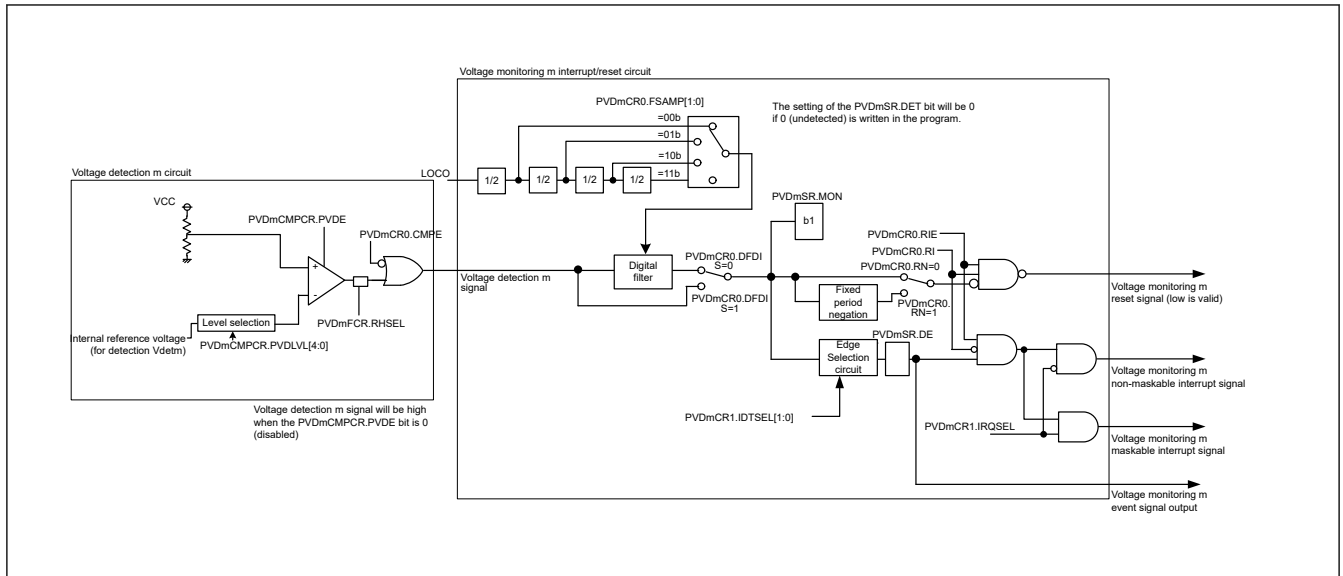 Voltage monitoring m interrupt/reset circuit
PVDmCR0.FSAMP[1:0]
The setting of the PVDmSR.DET bit will be 0
if 0 (undetected) is written in the program.
=00b
=01b
=10b
=11b
LOCO
1/2
1/2
1/2
1/2
Voltage detection m circuit
VCC
PVDmCMPCR.PVDE
PVDmCR0.CMPE
+
-
PVDmFCR.RHSEL
Level selection
Internal reference voltage
(for detection Vdetm)
PVDmCMPCR.PVDLVL[4:0]
Voltage detection m signal will be high
when the PVDmCMPCR.PVDE bit is 0
(disabled)
Voltage detection m
signal
Digital
filter
PVDmCR0.DFDI
S=0
PVDmCR0.DFDI
S=1
PVDmSR.MON
b1
PVDmCR0.RIE
PVDmCR0.RI
PVDmCR0.RN=0
Fixed
period
negation
PVDmCR0.
RN=1
PVDmSR.DE
Edge
Selection
circuit
PVDmCR1.IDTSEL[1:0]
PVDmCR1.IRQSEL
Voltage monitoring m
reset signal (low is valid)
Voltage monitoring m
non-maskable interrupt signal
Voltage monitoring m
maskable interrupt signal
Voltage monitoring m
event signal output